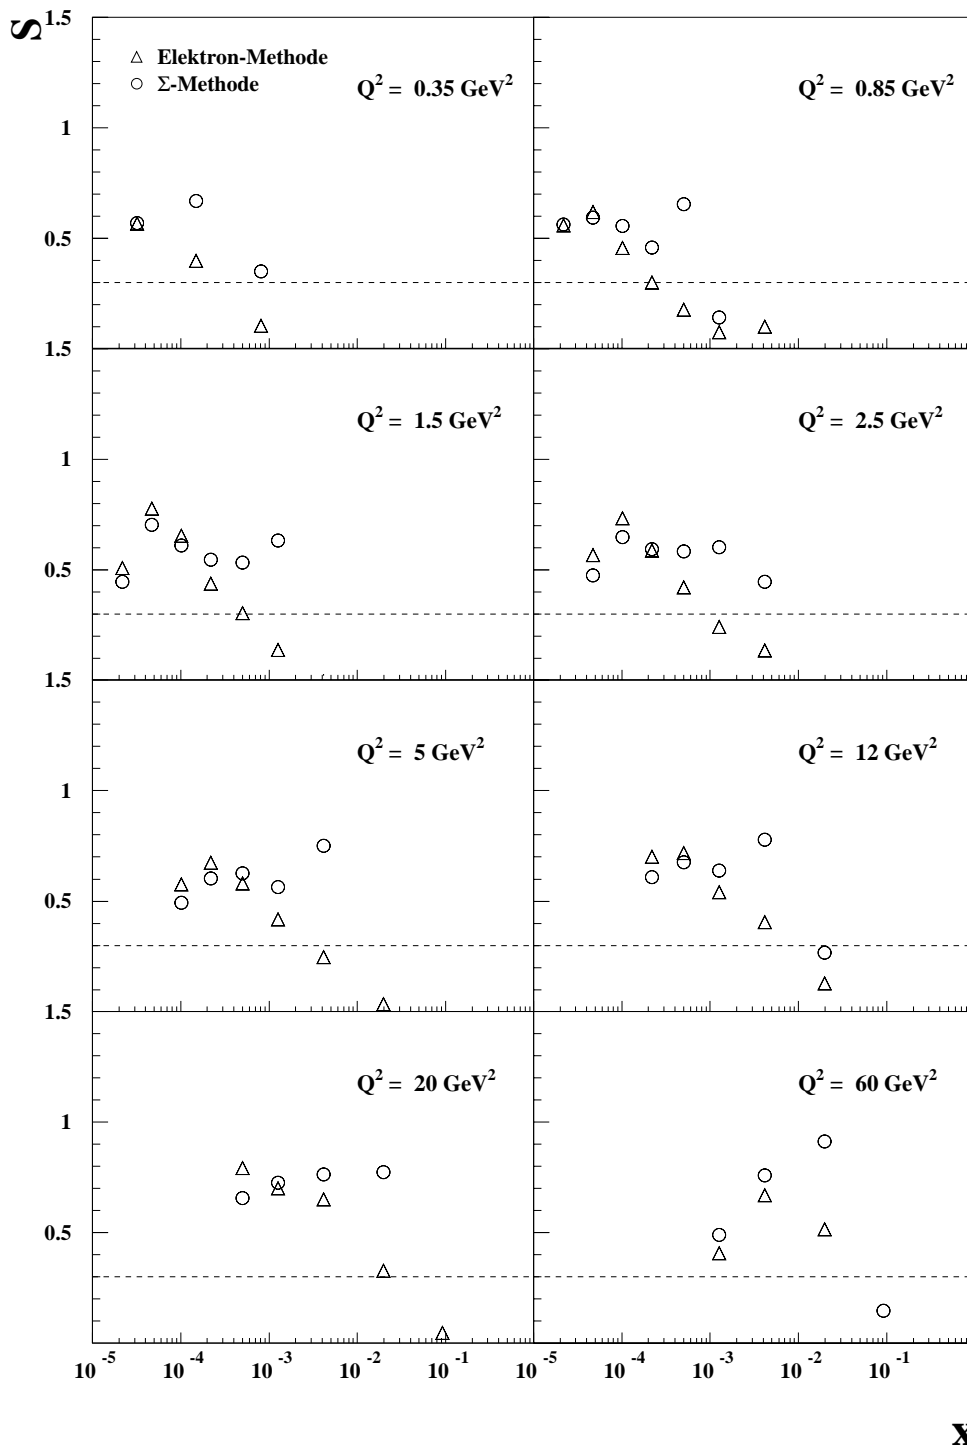 S
1.5
Elektron-Methode
Σ-Methode
Q² = 0.35 GeV²
Q² = 0.85 GeV²
1
0.5
1.5
Q² = 1.5 GeV²
Q² = 2.5 GeV²
1
0.5
1.5
Q² = 5 GeV²
Q² = 12 GeV²
1
0.5
1.5
Q² = 20 GeV²
Q² = 60 GeV²
1
0.5
10⁻⁵ 10⁻⁴ 10⁻³ 10⁻² 10⁻¹ 10⁻⁵ 10⁻⁴ 10⁻³ 10⁻² 10⁻¹
x